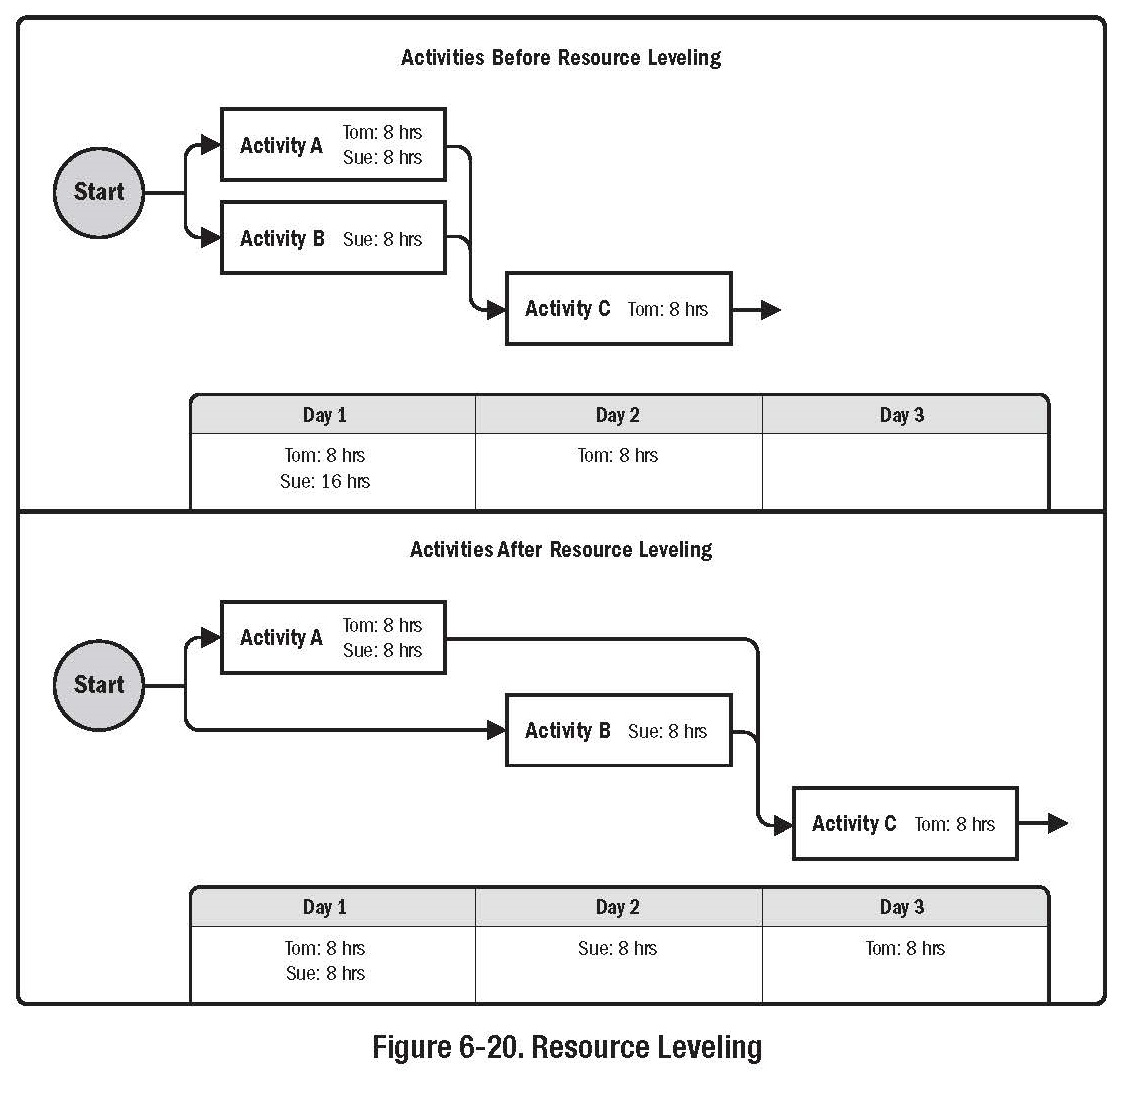 Activities Before Resource Leveling
Start
Activity A
Tom: 8 hrs
Sue: 8 hrs
Activity B Sue: 8 hrs
Activity C Tom: 8 hrs
Day 1 Day 2 Day 3
Tom: 8 hrs Tom: 8 hrs
Sue: 16 hrs
Activities After Resource Leveling
Start
Activity A
Tom: 8 hrs
Sue: 8 hrs
Activity B Sue: 8 hrs
Activity C Tom: 8 hrs
Day 1 Day 2 Day 3
Tom: 8 hrs Sue: 8 hrs Tom: 8 hrs
Sue: 8 hrs
Figure 6-20. Resource Leveling